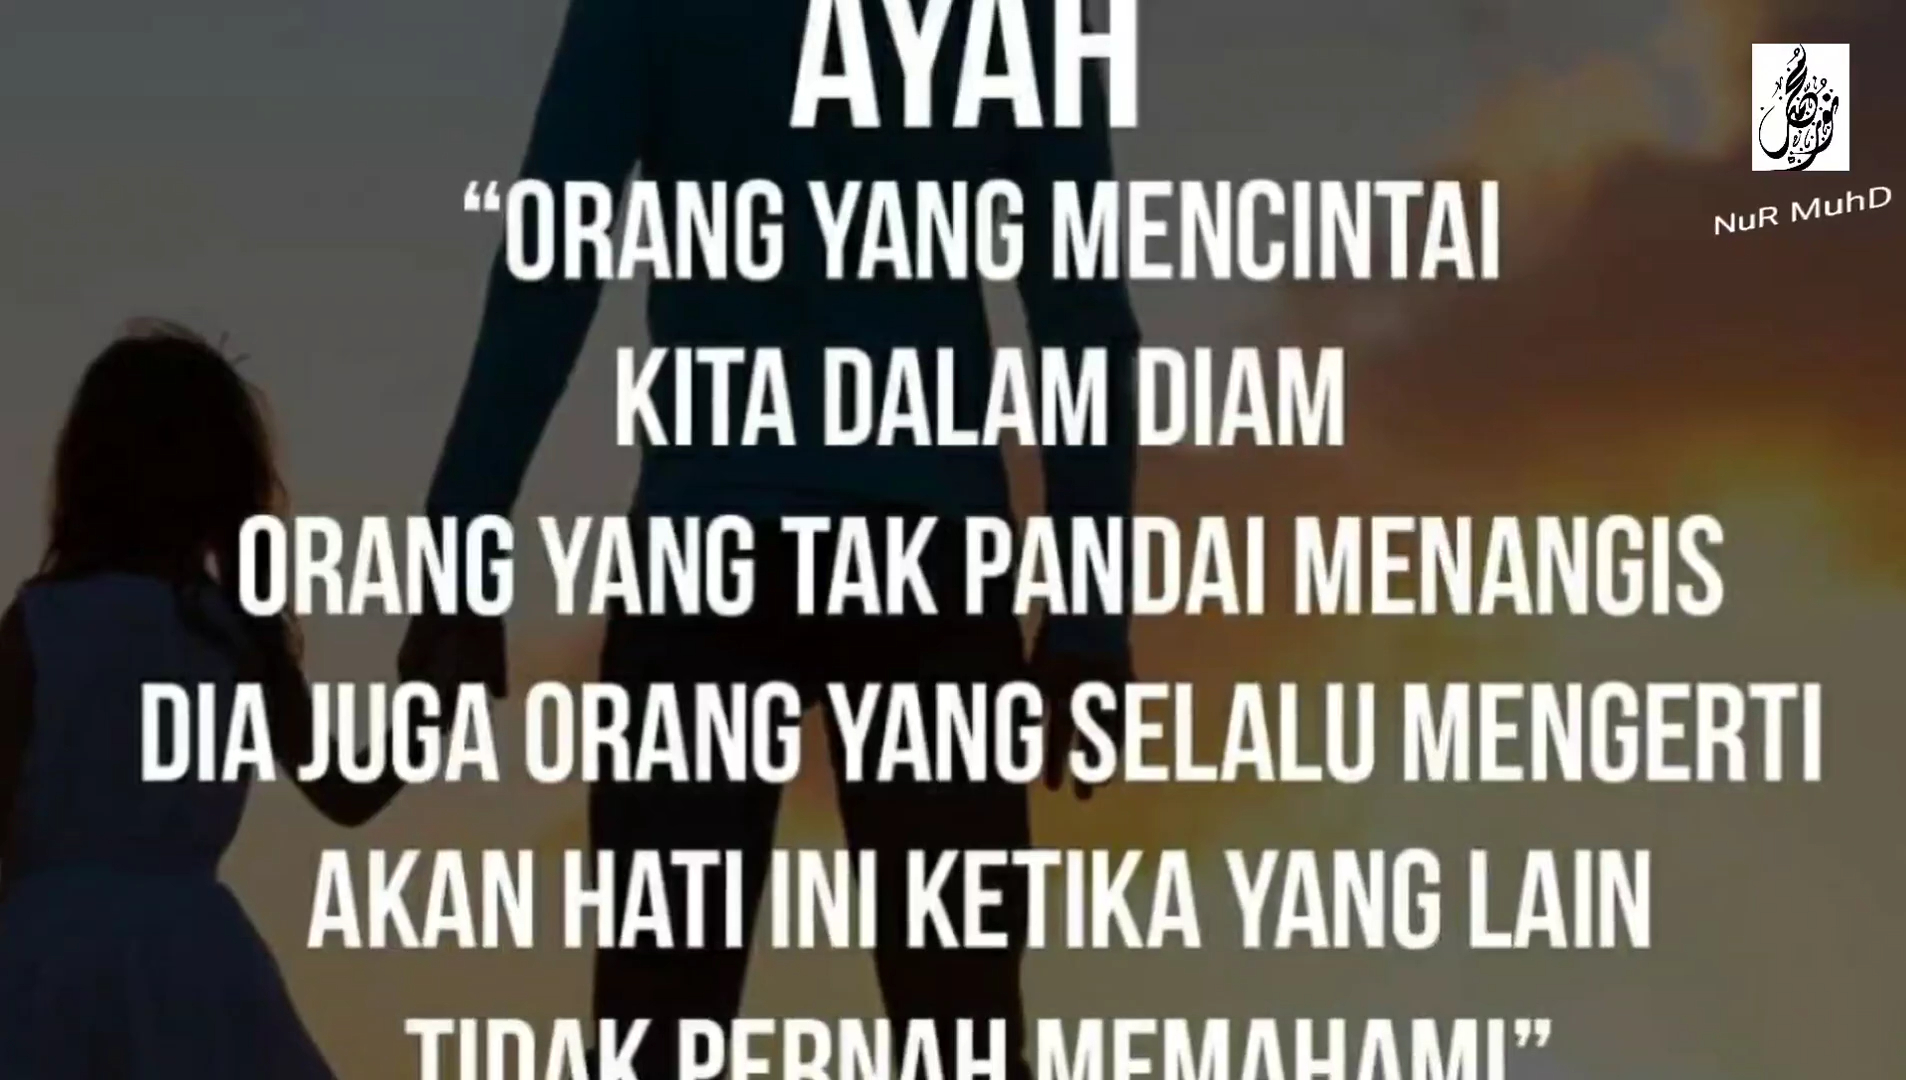 AYAH
“ORANG YANG MENCINTAI
KITA DALAM DIAM
ORANG YANG TAK PANDAI MENANGIS
DIA JUGA ORANG YANG SELALU MENGERTI
AKAN HATI INI KETIKA YANG LAIN
TIDAK PERNAH MEMAHAMI”
NuR MuhD